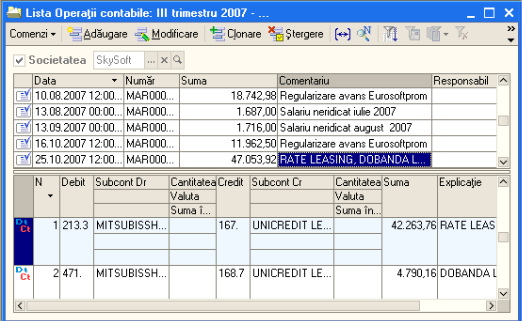 Lista Operaţii contabile: III trimestru 2007 - ...
Comenzi Adăugare Modificare Clonare Ştergere
Societatea SkySoft ... x
Data Număr Suma Comentariu Responsabil
10.08.2007 12:00... MAR000... 18.742,98 Regularizare avans Eurosoftprom
13.08.2007 00:00... MAR000... 1.687,00 Salariu neridicat iulie 2007
13.09.2007 00:00... MAR000... 1.716,00 Salariu neridicat august 2007
16.10.2007 12:00... MAR000... 11.962,50 Regularizare avans Eurosoftprom
25.10.2007 12:00... MAR000... 47.053,92 RATE LEASING, DOBANDA L...
N Debit Subcont Dr Cantitatea Credit Subcont Cr Cantitatea Suma Explicaţie
Valuta Valuta
Suma î... Suma în...
Dt Ct 1 213.3 MITSUBISSH... 167. UNICREDIT LE... 42.263,76 RATE LEAS
Dt Ct 2 471. MITSUBISSH... 168.7 UNICREDIT LE... 4.790,16 DOBANDA L